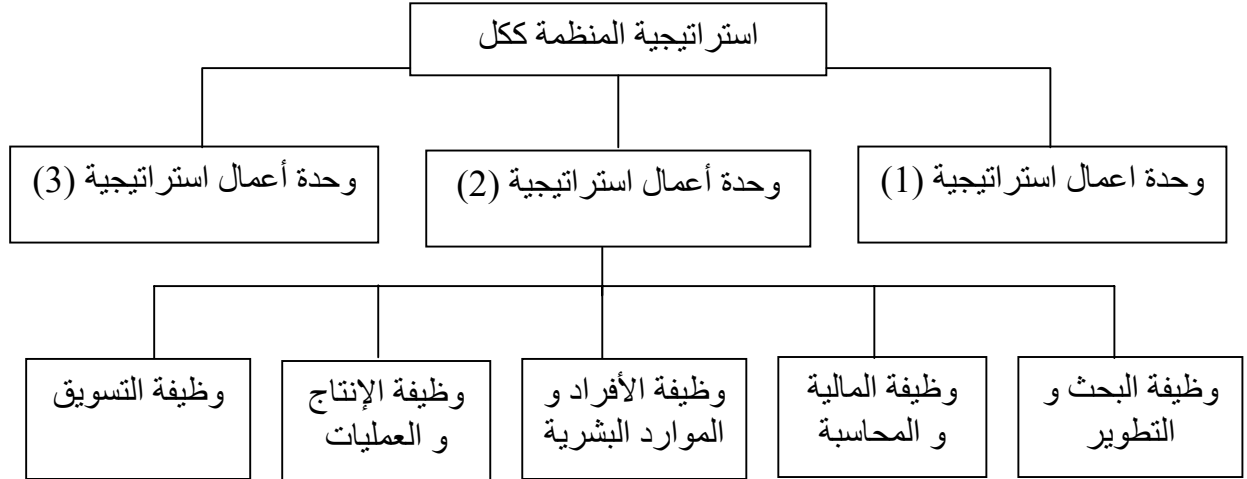 استراتيجية المنظمة ككل
وحدة اعمال استراتيجية (1)
وحدة أعمال استراتيجية (2)
وحدة أعمال استراتيجية (3)
وظيفة البحث و
التطوير
وظيفة المالية
و المحاسبة
وظيفة الأفراد و
الموارد البشرية
وظيفة الإنتاج
و العمليات
وظيفة التسويق